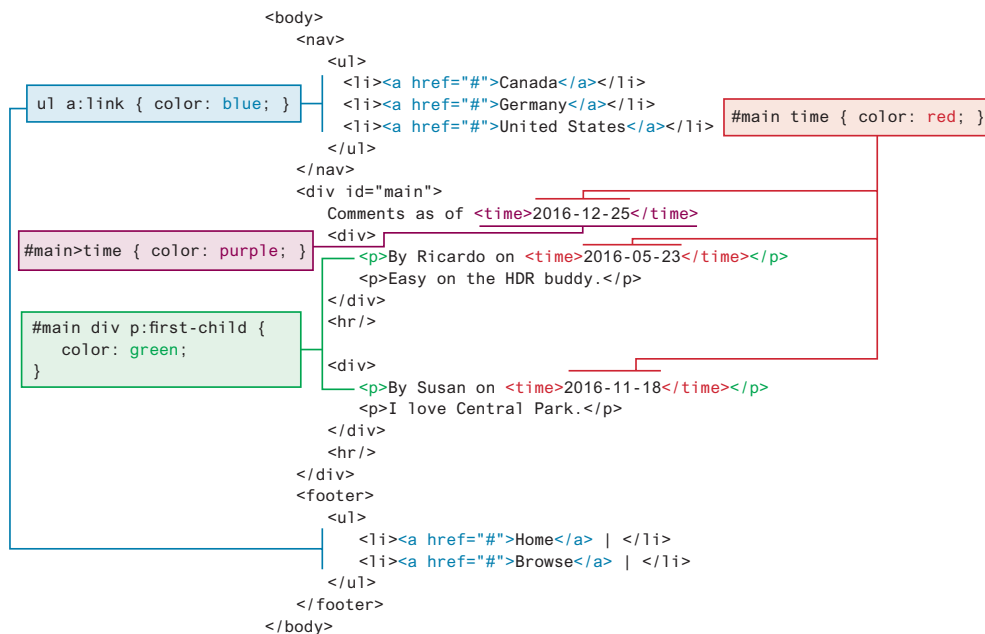 <body>
<nav>
<ul>
<li><a href="#">Canada</a></li>
ul a:link { color: blue; }
<li><a href="#">Germany</a></li>
<li><a href="#">United States</a></li>
#main time { color: red; }
</ul>
</nav>
<div id="main">
Comments as of <time>2016-12-25</time>
<div>
#main>time { color: purple; }
<p>By Ricardo on <time>2016-05-23</time></p>
<p>Easy on the HDR buddy.</p>
</div>
<hr/>
#main div p:first-child {
color: green;
}
<div>
<p>By Susan on <time>2016-11-18</time></p>
<p>I love Central Park.</p>
</div>
<hr/>
</div>
<footer>
<ul>
<li><a href="#">Home</a> | </li>
<li><a href="#">Browse</a> | </li>
</ul>
</footer>
</body>